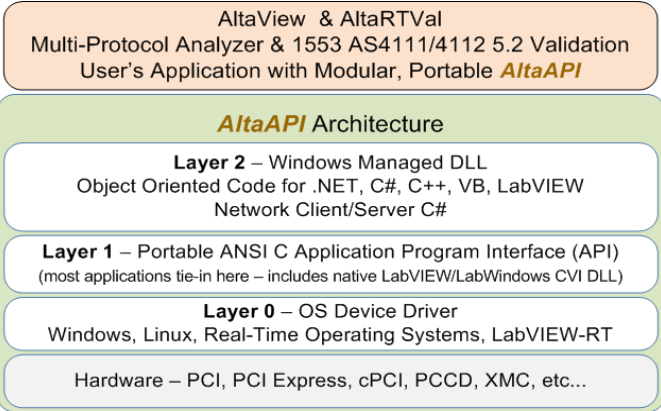 AltaView & AltaRTVal
Multi-Protocol Analyzer & 1553 AS4111/4112 5.2 Validation
User's Application with Modular, Portable AltaAPI
AltaAPI Architecture
Layer 2 – Windows Managed DLL
Object Oriented Code for .NET, C#, C++, VB, LabVIEW
Network Client/Server C#
Layer 1 – Portable ANSI C Application Program Interface (API)
(most applications tie-in here – includes native LabVIEW/LabWindows CVI DLL)
Layer 0 – OS Device Driver
Windows, Linux, Real-Time Operating Systems, LabVIEW-RT
Hardware – PCI, PCI Express, cPCI, PCCD, XMC, etc...